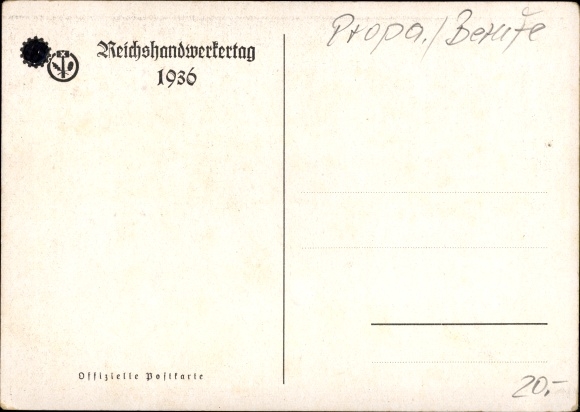 Reichshandwerkertag
1936
Propa./Berufe
Offizielle Postkarte
20.-